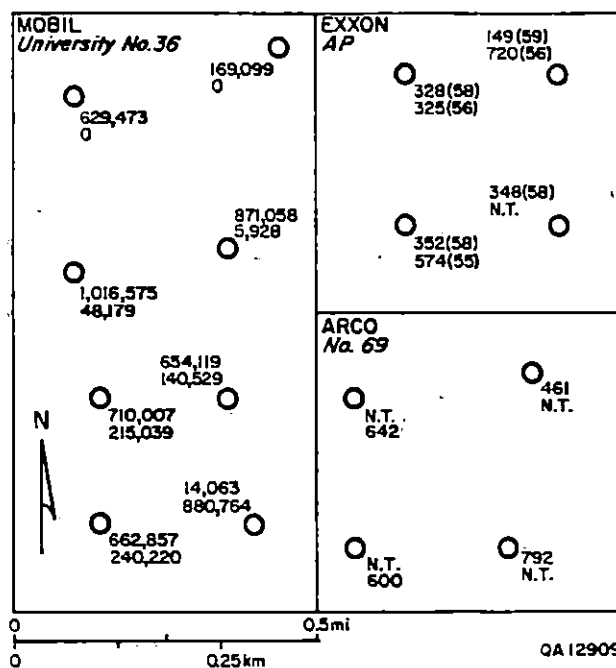 MOBIL
University No. 36
169,099
0
629,473
0
871,058
5,928
1,016,575
48,179
654,119
140,529
710,007
215,039
N
14,063
880,764
662,857
240,220
EXXON
AP
149(59)
720(56)
328(58)
325(56)
348(58)
N.T.
352(58)
574(55)
ARCO
No. 69
461
N.T.
N.T.
642
792
N.T.
N.T.
600
0 0.5mi
0 0.25km
QA 12909